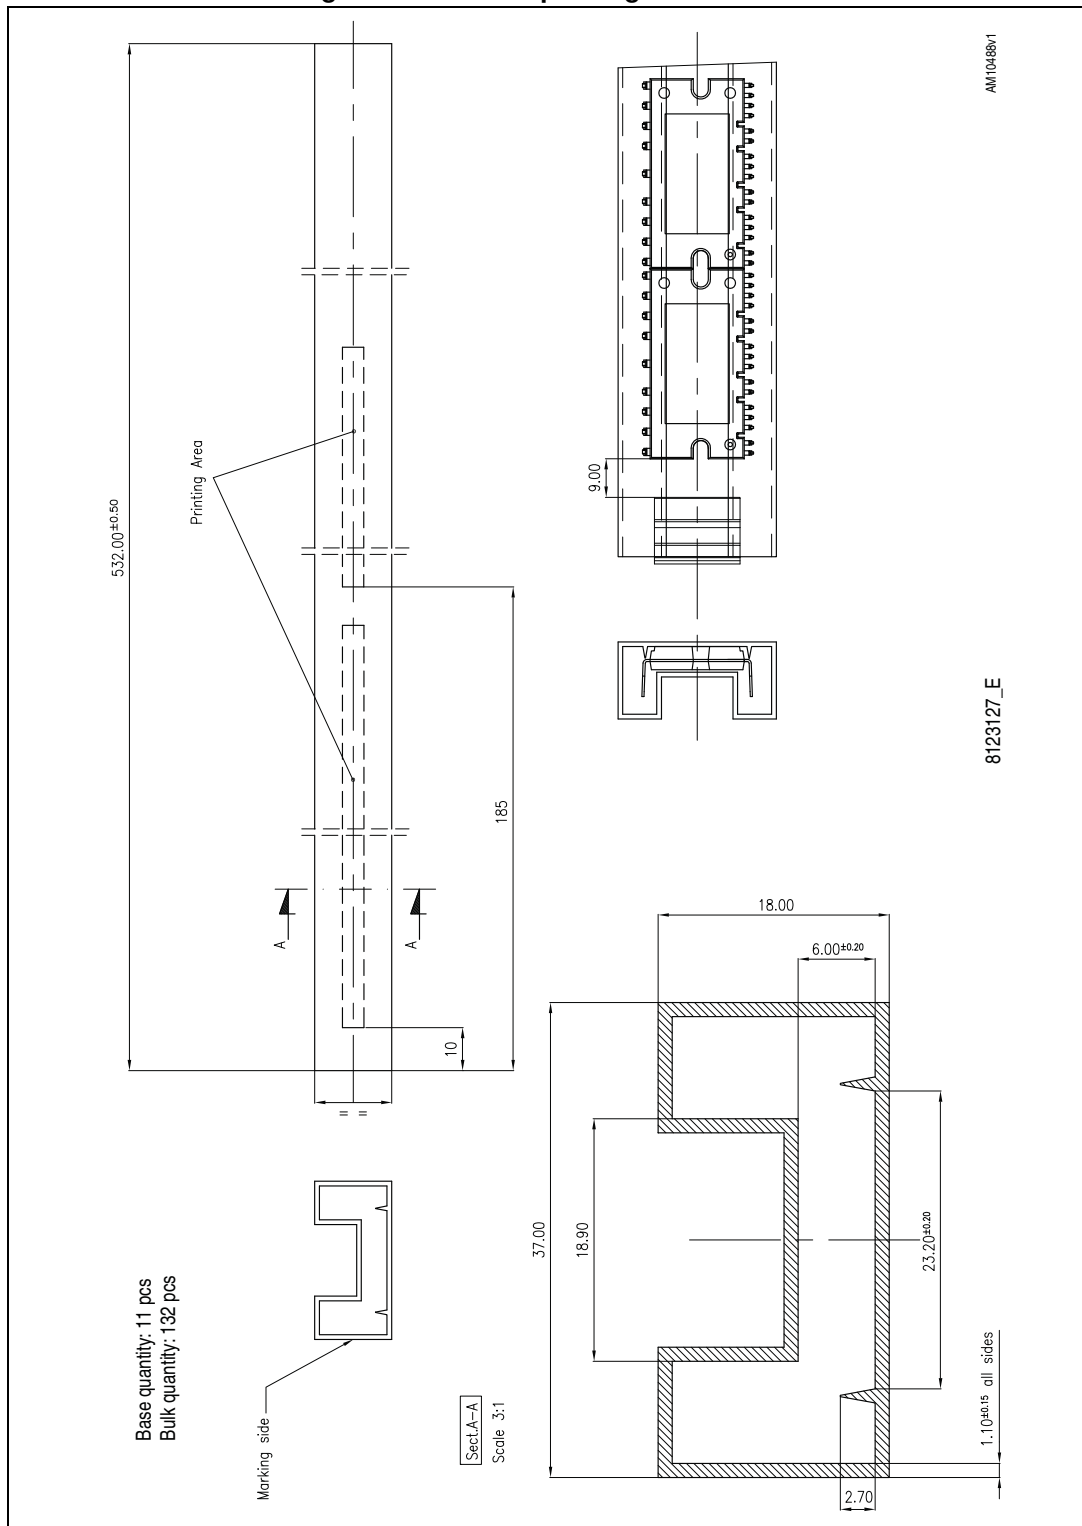 AM10488v1
532.00±0.50
Printing Area
185
10
A
A
= =
9.00
8123127_E
Base quantity: 11 pcs
Bulk quantity: 132 pcs
Marking side
Sect.A-A
Scale 3:1
18.00
6.00±0.20
37.00
18.90
23.20±0.20
1.10±0.15 all sides
2.70